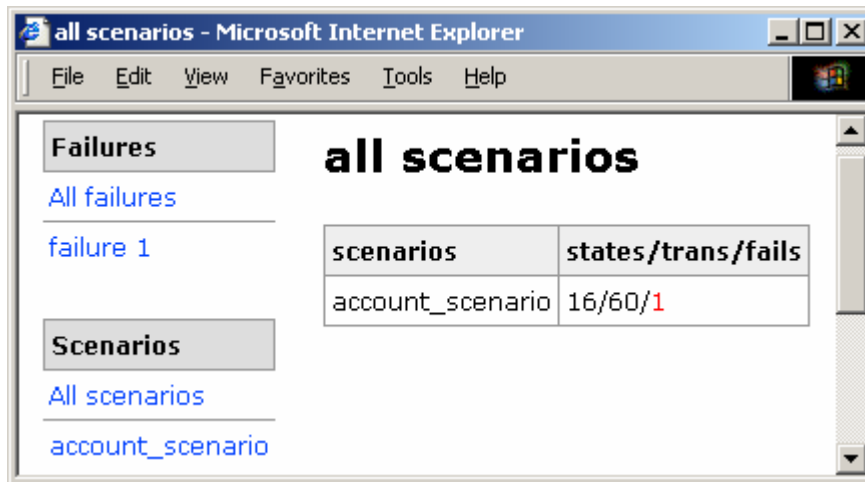 all scenarios - Microsoft Internet Explorer
File Edit View Favorites Tools Help
Failures
All failures
failure 1
Scenarios
All scenarios
account_scenario
all scenarios
scenarios states/trans/fails
account_scenario 16/60/1